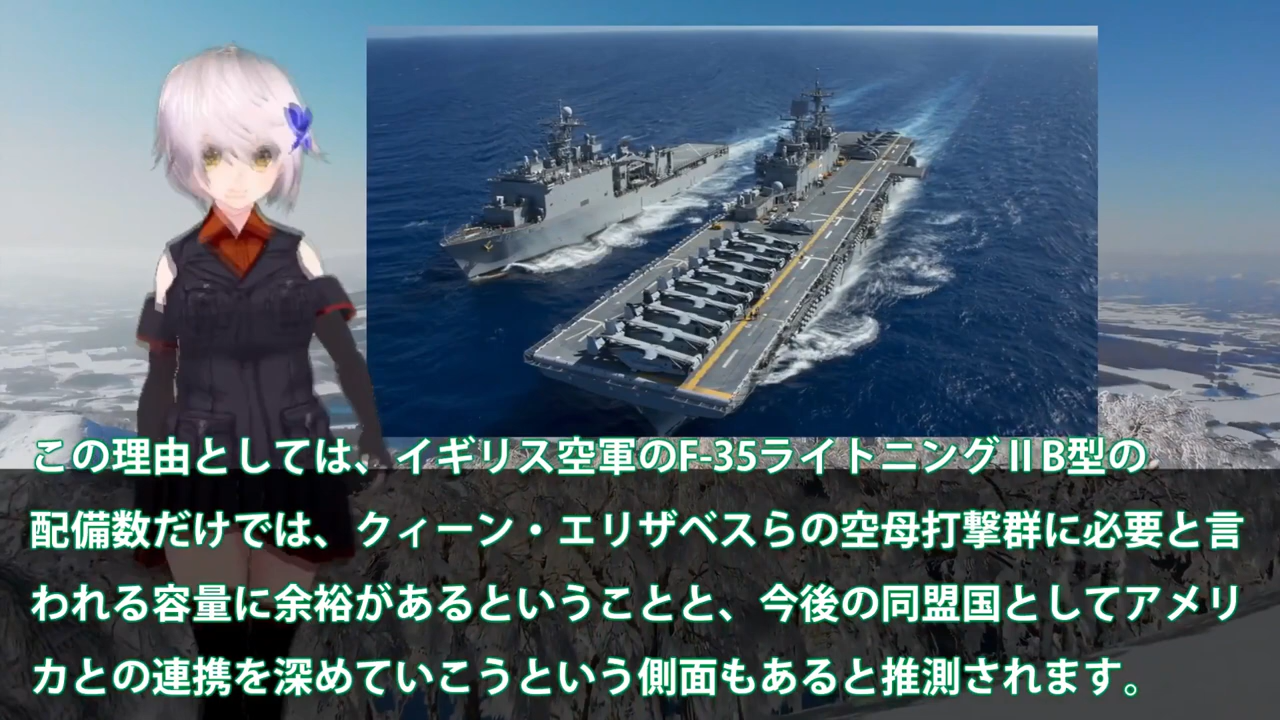 この理由としては、イギリス空軍のF-35ライトニングⅡB型の
配備数だけでは、クィーン・エリザベスらの空母打撃群に必要と言
われる容量に余裕があるということと、今後の同盟国としてアメリ
カとの連携を深めていこうという側面もあると推測されます。